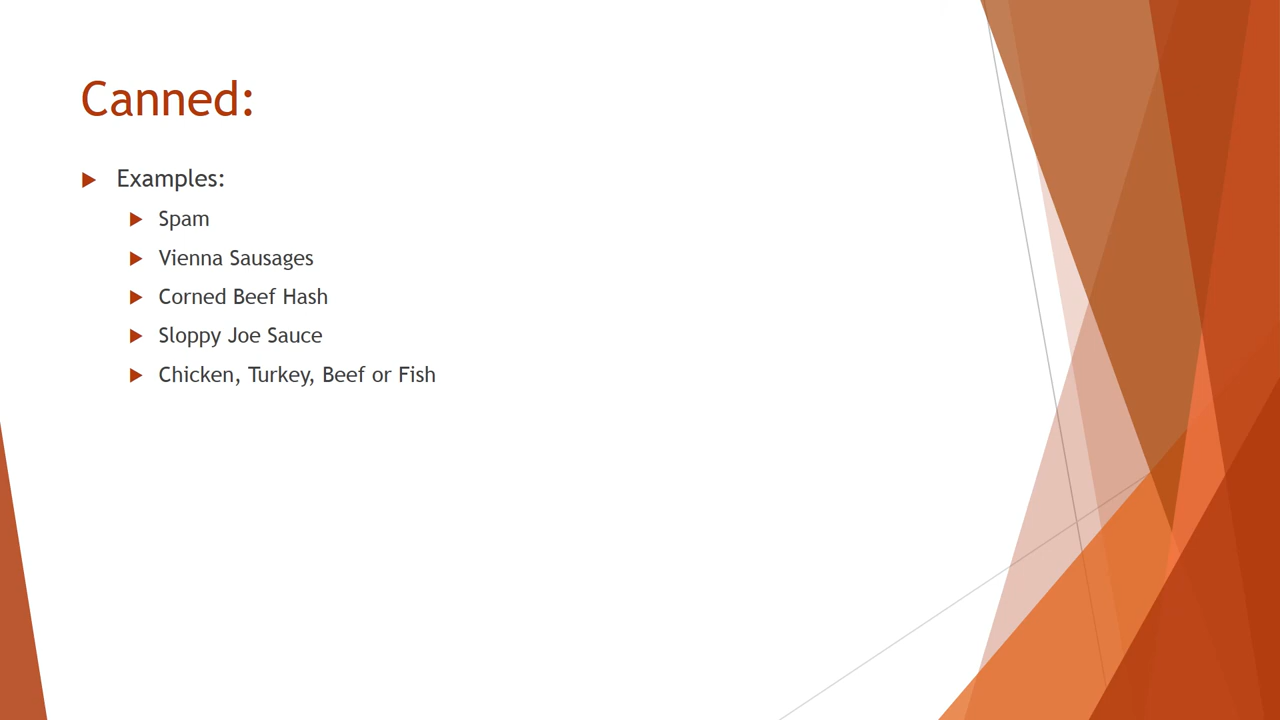 Canned:
Examples:
Spam
Vienna Sausages
Corned Beef Hash
Sloppy Joe Sauce
Chicken, Turkey, Beef or Fish